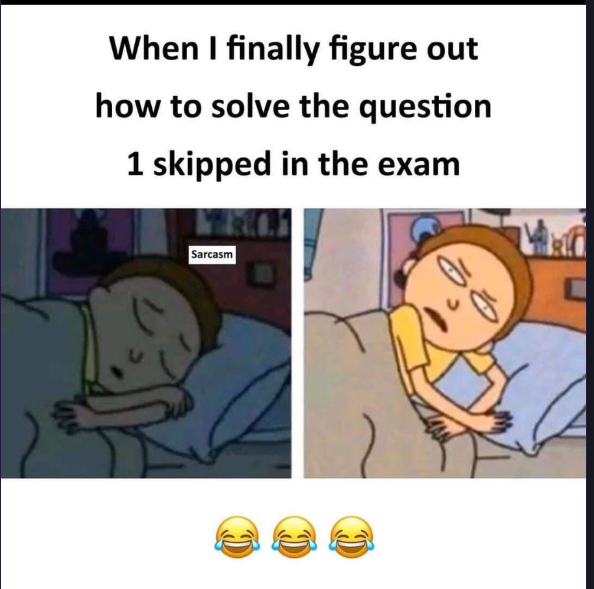 When I finally figure out
how to solve the question
1 skipped in the exam
Sarcasm
😂 😂 😂